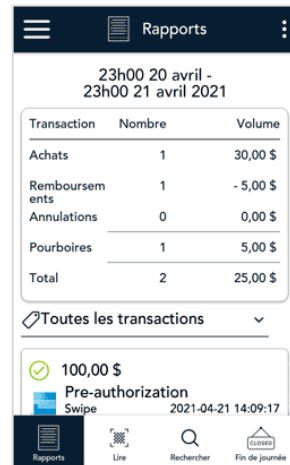 Rapports
23h00 20 avril -
23h00 21 avril 2021
Transaction Nombre Volume
Achats 1 30,00 $
Remboursem
ents 1 - 5,00 $
Annulations 0 0,00 $
Pourboires 1 5,00 $
Total 2 25,00 $
Toutes les transactions
100,00 $
Pre-authorization
Swipe 2021-04-21 14:09:17
Rapports Lire Rechercher CLOSED Fin de journée